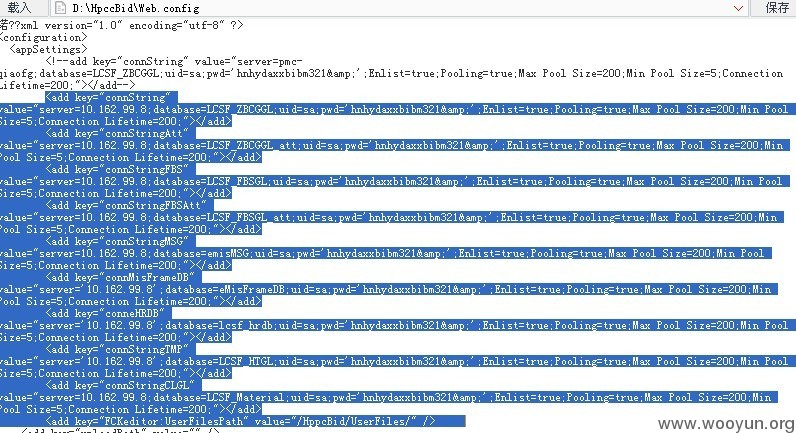 载入 D:\HpccBid\Web.config 保存
锘??xml version="1.0" encoding="utf-8" ?>
<configuration>
<appSettings>
<!--add key="connString" value="server=pmc-
qiaofg;database=LCSF_ZBCGGL;uid=sa;pwd='hnhydaxxbibm321&amp;';Enlist=true;Pooling=true;Max Pool Size=200;Min Pool Size=5;Connection
Lifetime=200;"></add-->
<add key="connString"
value="server=10.162.99.8;database=LCSF_ZBCGGL;uid=sa;pwd='hnhydaxxbibm321&amp;';Enlist=true;Pooling=true;Max Pool Size=200;Min Pool
Size=5;Connection Lifetime=200;"></add>
<add key="connStringAtt"
value="server=10.162.99.8;database=LCSF_ZBCGGL_att;uid=sa;pwd='hnhydaxxbibm321&amp;';Enlist=true;Pooling=true;Max Pool Size=200;Min
Pool Size=5;Connection Lifetime=200;"></add>
<add key="connStringFBS"
value="server=10.162.99.8;database=LCSF_FBSGL;uid=sa;pwd='hnhydaxxbibm321&amp;';Enlist=true;Pooling=true;Max Pool Size=200;Min Pool
Size=5;Connection Lifetime=200;"></add>
<add key="connStringFBSAtt"
value="server=10.162.99.8;database=LCSF_FBSGL_att;uid=sa;pwd='hnhydaxxbibm321&amp;';Enlist=true;Pooling=true;Max Pool Size=200;Min
Pool Size=5;Connection Lifetime=200;"></add>
<add key="connStringMSG"
value="server=10.162.99.8;database=emisMSG;uid=sa;pwd='hnhydaxxbibm321&amp;';Enlist=true;Pooling=true;Max Pool Size=200;Min Pool
Size=5;Connection Lifetime=200;"></add>
<add key="connMisFrameDB"
value="server='10.162.99.8';database=eMisFrameDB;uid=sa;pwd='hnhydaxxbibm321&amp;';Enlist=true;Pooling=true;Max Pool Size=200;Min
Pool Size=5;Connection Lifetime=200;"></add>
<add key="conneHRDB"
value="server='10.162.99.8';database=lcsf_hrdb;uid=sa;pwd='hnhydaxxbibm321&amp;';Enlist=true;Pooling=true;Max Pool Size=200;Min
Pool Size=5;Connection Lifetime=200;"></add>
<add key="connStringTMP"
value="server='10.162.99.8';database=LCSF_HTGL;uid=sa;pwd='hnhydaxxbibm321&amp;';Enlist=true;Pooling=true;Max Pool Size=200;Min
Pool Size=5;Connection Lifetime=200;"></add>
<add key="connStringCLGL"
value="server=10.162.99.8;database=LCSF_Material;uid=sa;pwd='hnhydaxxbibm321&amp;';Enlist=true;Pooling=true;Max Pool Size=200;Min
Pool Size=5;Connection Lifetime=200;"></add>
<add key="FCKeditor:UserFilesPath" value="/HppcBid/UserFiles/" />
www.wooyun.org